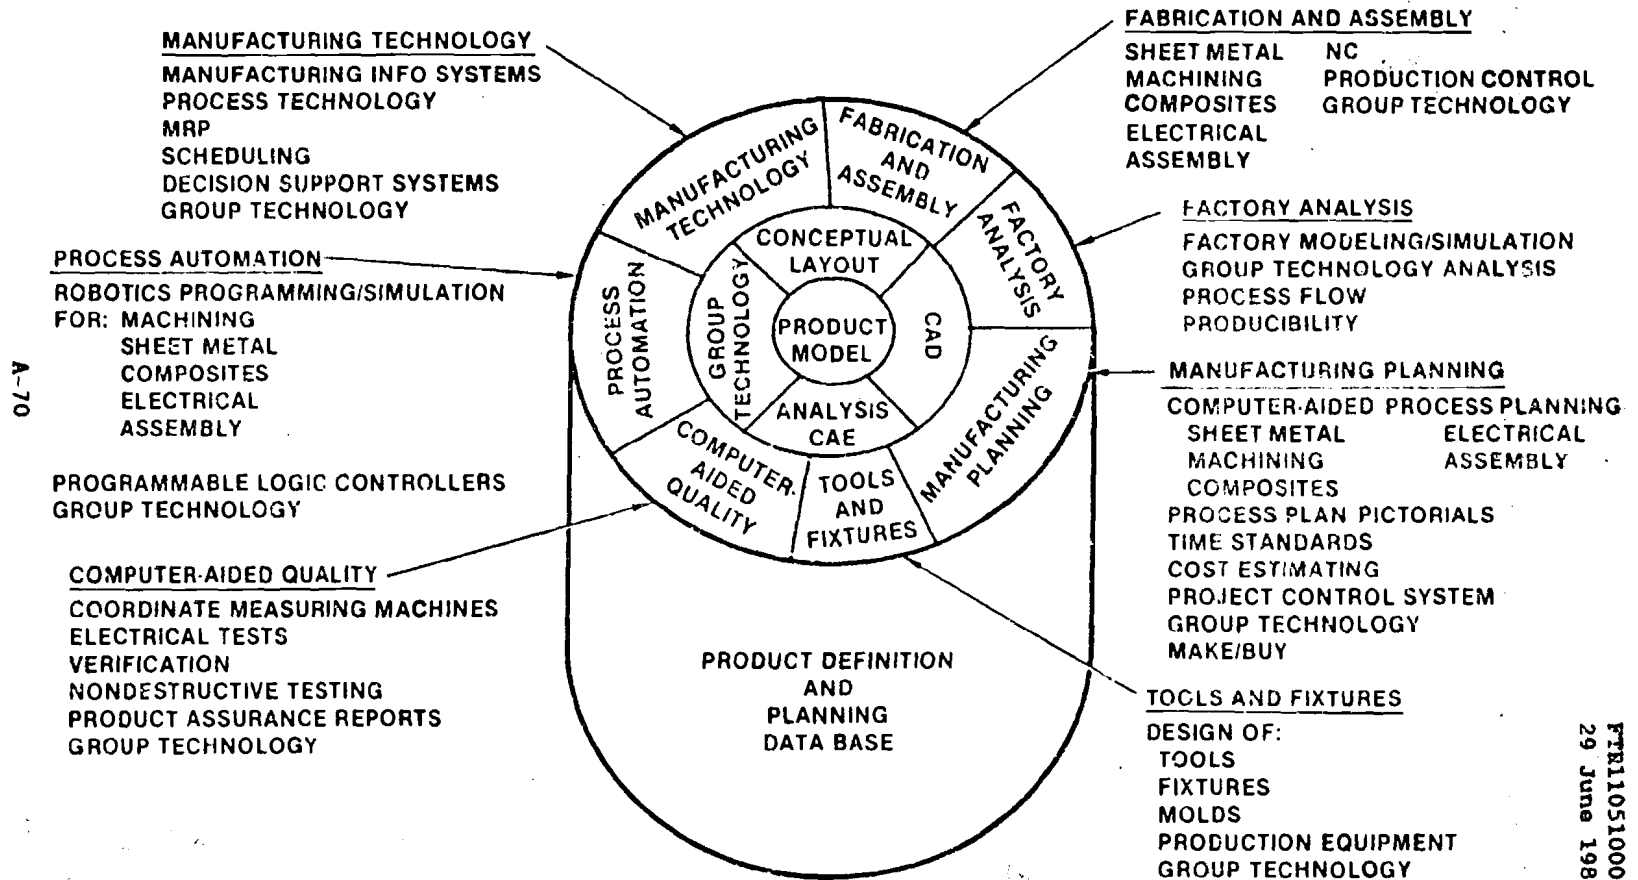 MANUFACTURING TECHNOLOGY
MANUFACTURING INFO SYSTEMS
PROCESS TECHNOLOGY
MRP
SCHEDULING
DECISION SUPPORT SYSTEMS
GROUP TECHNOLOGY
PROCESS AUTOMATION
ROBOTICS PROGRAMMING/SIMULATION
FOR: MACHINING
SHEET METAL
COMPOSITES
ELECTRICAL
ASSEMBLY
PROGRAMMABLE LOGIC CONTROLLERS
GROUP TECHNOLOGY
COMPUTER-AIDED QUALITY
COORDINATE MEASURING MACHINES
ELECTRICAL TESTS
VERIFICATION
NONDESTRUCTIVE TESTING
PRODUCT ASSURANCE REPORTS
GROUP TECHNOLOGY
MANUFACTURING
TECHNOLOGY
FABRICATION
AND
ASSEMBLY
FACTORY
ANALYSIS
MANUFACTURING
PLANNING
TOOLS
AND
FIXTURES
COMPUTER-
AIDED
QUALITY
PROCESS
AUTOMATION
CONCEPTUAL
LAYOUT
CAD
ANALYSIS
CAE
GROUP
TECHNOLOGY
PRODUCT
MODEL
PRODUCT DEFINITION
AND
PLANNING
DATA BASE
FABRICATION AND ASSEMBLY
SHEET METAL NC
MACHINING PRODUCTION CONTROL
COMPOSITES GROUP TECHNOLOGY
ELECTRICAL
ASSEMBLY
FACTORY ANALYSIS
FACTORY MODELING/SIMULATION
GROUP TECHNOLOGY ANALYSIS
PROCESS FLOW
PRODUCIBILITY
MANUFACTURING PLANNING
COMPUTER-AIDED PROCESS PLANNING
SHEET METAL ELECTRICAL
MACHINING ASSEMBLY
COMPOSITES
PROCESS PLAN PICTORIALS
TIME STANDARDS
COST ESTIMATING
PROJECT CONTROL SYSTEM
GROUP TECHNOLOGY
MAKE/BUY
TOOLS AND FIXTURES
DESIGN OF:
TOOLS
FIXTURES
MOLDS
PRODUCTION EQUIPMENT
GROUP TECHNOLOGY
A-70
FTR11051000
29 June 198